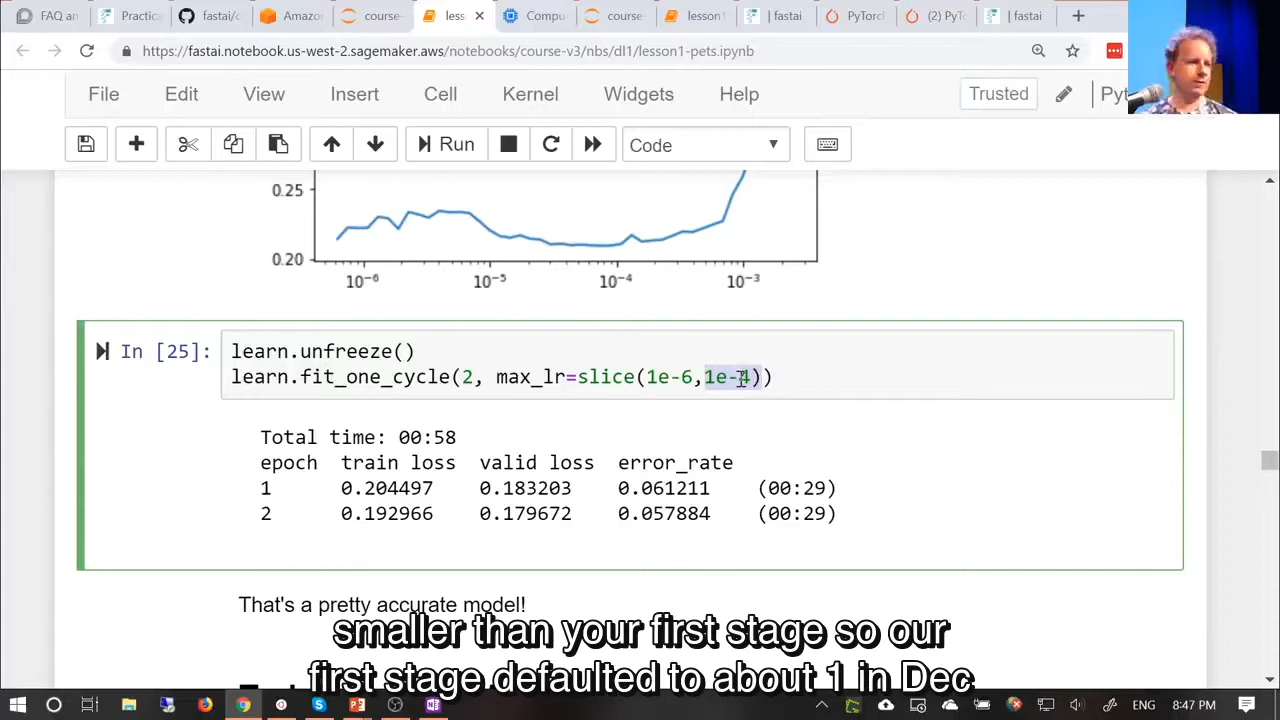 FAQ an
Practica
fastai/c
Amazo
course-
less
Compu
course-
lesson1
| fastai
PyTorcl
(2) PyTo
| fastai
https://fastai.notebook.us-west-2.sagemaker.aws/notebooks/course-v3/nbs/dl1/lesson1-pets.ipynb
File Edit View Insert Cell Kernel Widgets Help Trusted Pyt
Run Code
0.25
0.20
10⁻⁶ 10⁻⁵ 10⁻⁴ 10⁻³
In [25]: learn.unfreeze()
learn.fit_one_cycle(2, max_lr=slice(1e-6,1e-4))
Total time: 00:58
epoch train loss valid loss error_rate
1 0.204497 0.183203 0.061211 (00:29)
2 0.192966 0.179672 0.057884 (00:29)
That's a pretty accurate model!
smaller than your first stage so our
first stage defaulted to about 1 in Dec
8:47 PM